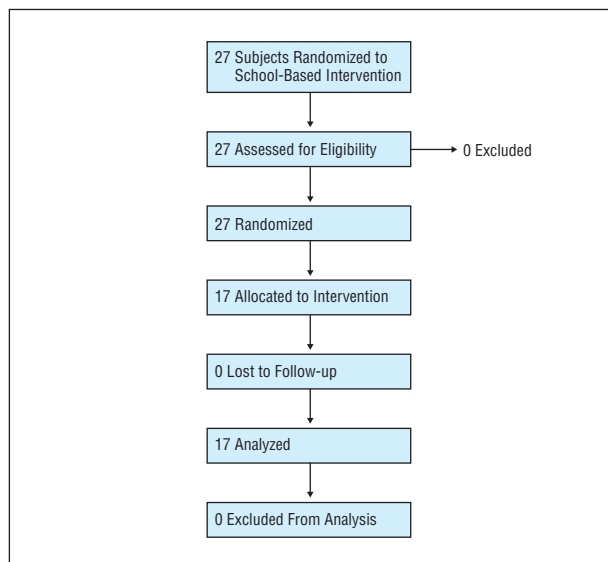 27 Subjects Randomized to
School-Based Intervention
27 Assessed for Eligibility
0 Excluded
27 Randomized
17 Allocated to Intervention
0 Lost to Follow-up
17 Analyzed
0 Excluded From Analysis